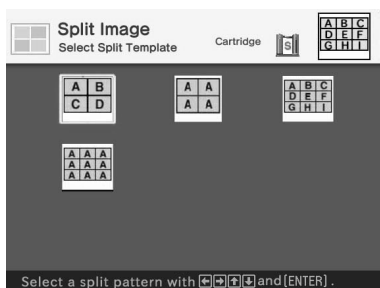 Split Image
Select Split Template
Cartridge
S
A B C
D E F
G H I
A B
C D
A A
A A
A B C
D E F
G H I
A A A
A A A
A A A
Select a split pattern with ←→↑↓and[ENTER].